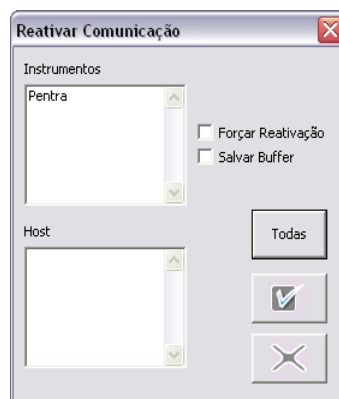 Reativar Comunicação
Instrumentos
Pentra
Forçar Reativação
Salvar Buffer
Host
Todas